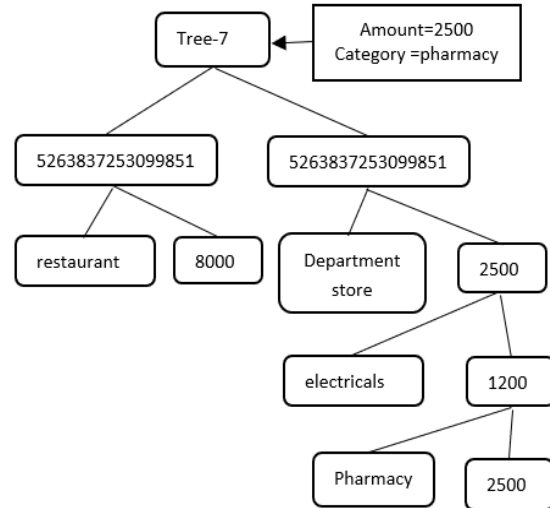 Tree-7
Amount=2500
Category =pharmacy
5263837253099851
5263837253099851
restaurant
8000
Department
store
2500
electricals
1200
Pharmacy
2500